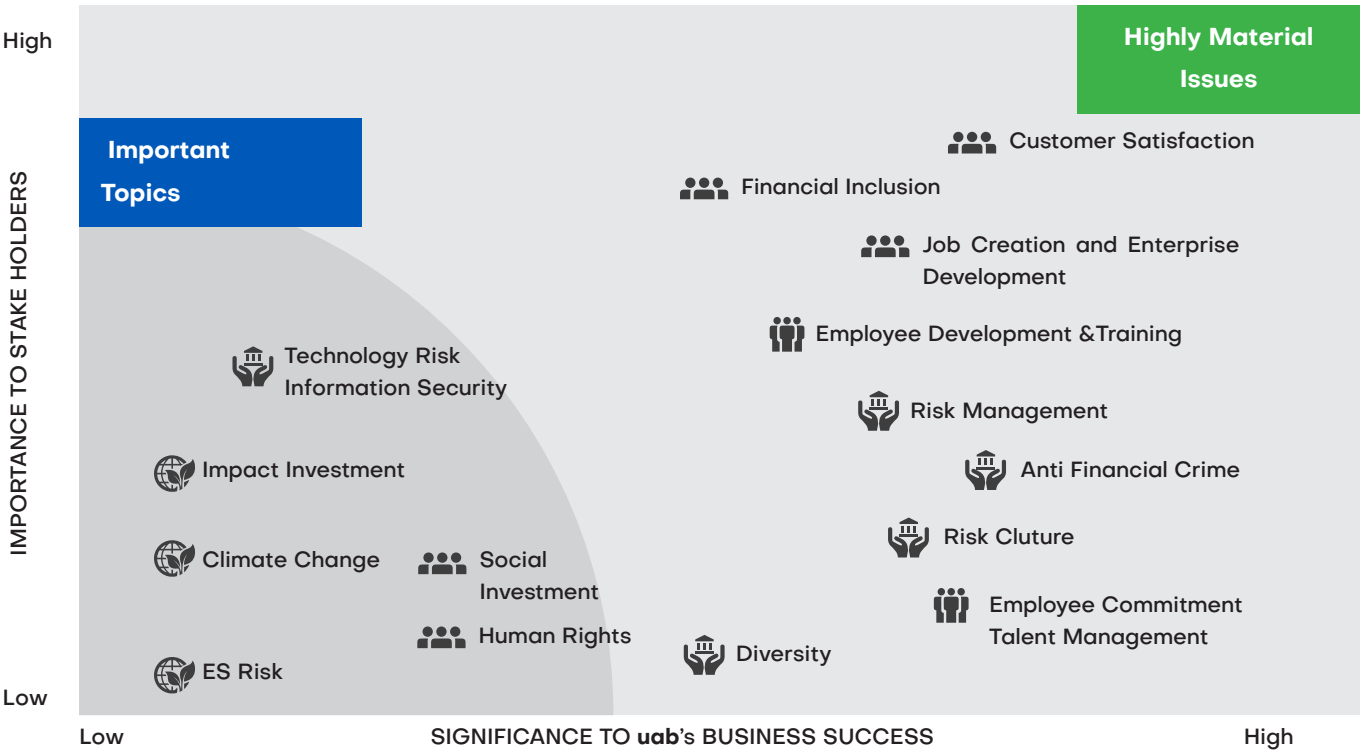 High
Highly Material
Issues
Important
Topics
IMPORTANCE TO STAKE HOLDERS
Customer Satisfaction
Financial Inclusion
Job Creation and Enterprise
Development
Employee Development &Training
Technology Risk
Information Security
Risk Management
Impact Investment
Anti Financial Crime
Risk Cluture
Climate Change
Social
Investment
Employee Commitment
Talent Management
Human Rights
Diversity
ES Risk
Low
Low
SIGNIFICANCE TO uab's BUSINESS SUCCESS
High